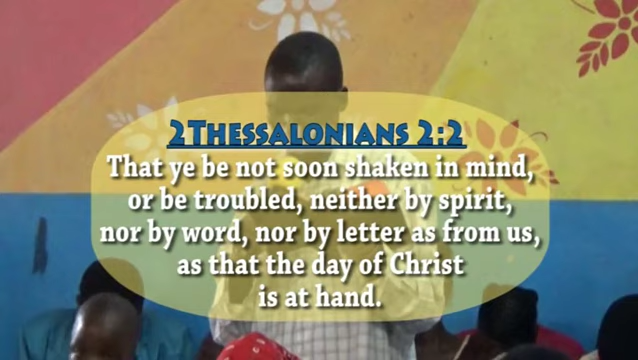 2Thessalonians 2:2
That ye be not soon shaken in mind,
or be troubled, neither by spirit,
nor by word, nor by letter as from us,
as that the day of Christ
is at hand.